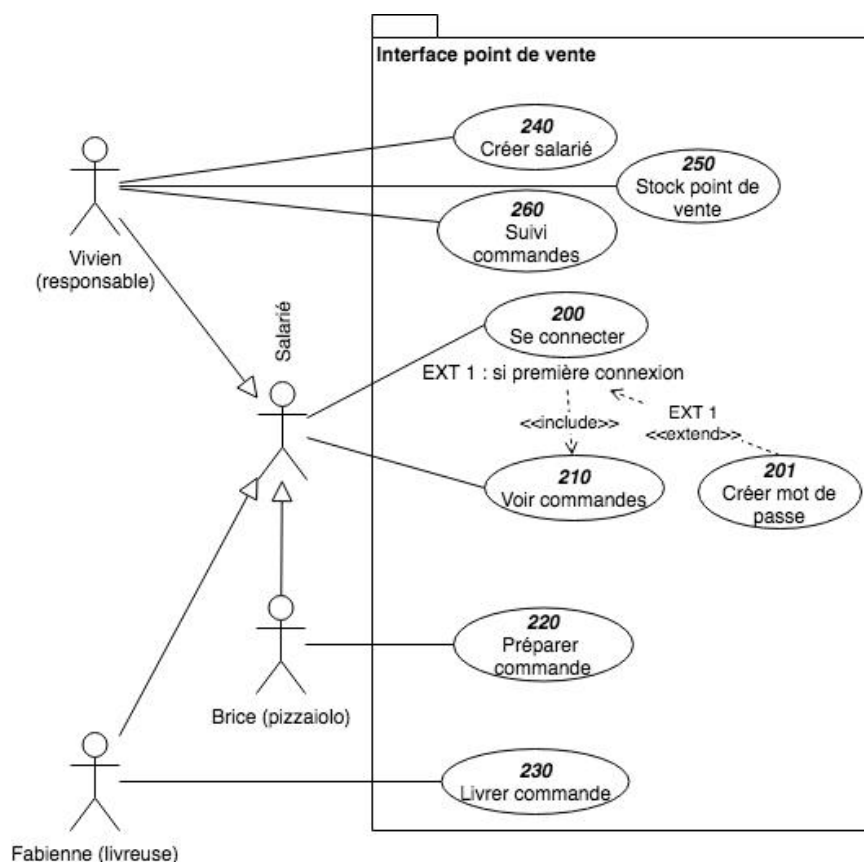 Interface point de vente
240
Créer salarié
250
Stock point de
vente
260
Suivi
commandes
Vivien
(responsable)
Salarié
200
Se connecter
EXT 1 : si première connexion
EXT 1
<<include>>
<<extend>>
210
Voir commandes
201
Créer mot de
passe
220
Préparer
commande
Brice (pizzaiolo)
230
Livrer commande
Fabienne (livreuse)